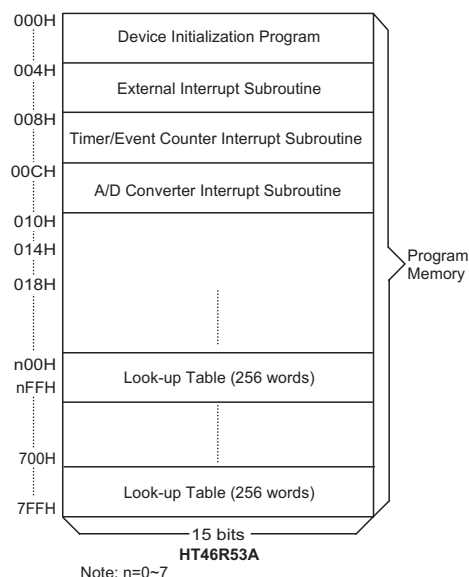 000H
Device Initialization Program
004H
External Interrupt Subroutine
008H
Timer/Event Counter Interrupt Subroutine
00CH
A/D Converter Interrupt Subroutine
010H
014H
018H
Program
Memory
n00H
Look-up Table (256 words)
nFFH
700H
Look-up Table (256 words)
7FFH
15 bits
HT46R53A
Note: n=0~7